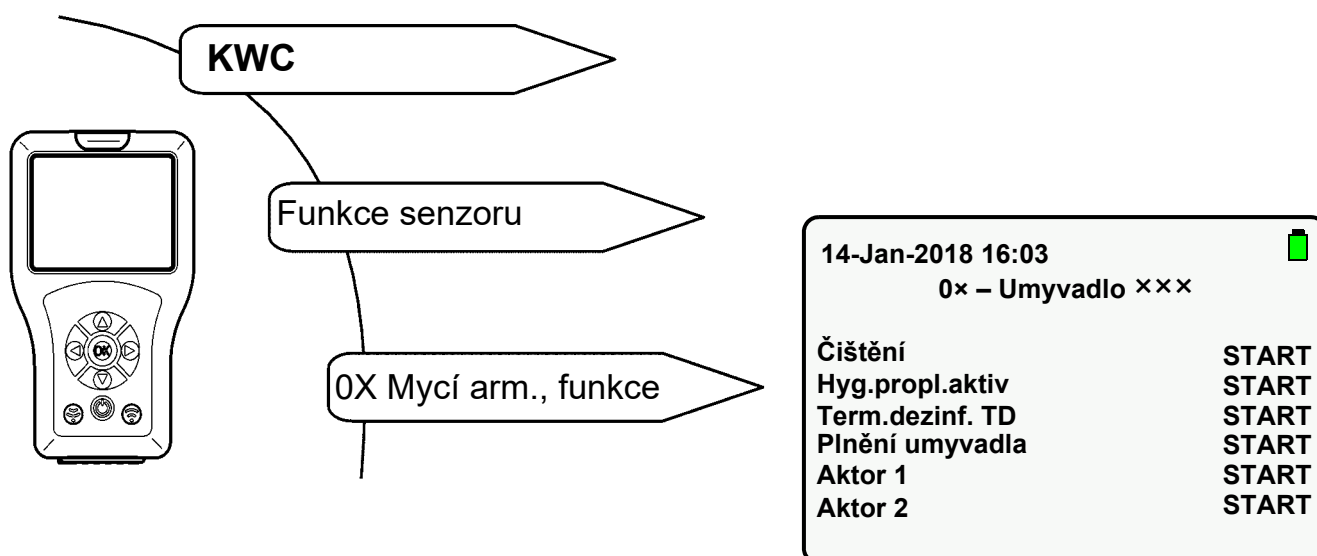 KWC
Funkce senzoru
0X Mycí arm., funkce
OK
14-Jan-2018 16:03
0× – Umyvadlo ×××
Čištění START
Hyg.propl.aktiv START
Term.dezinf. TD START
Plnění umyvadla START
Aktor 1 START
Aktor 2 START